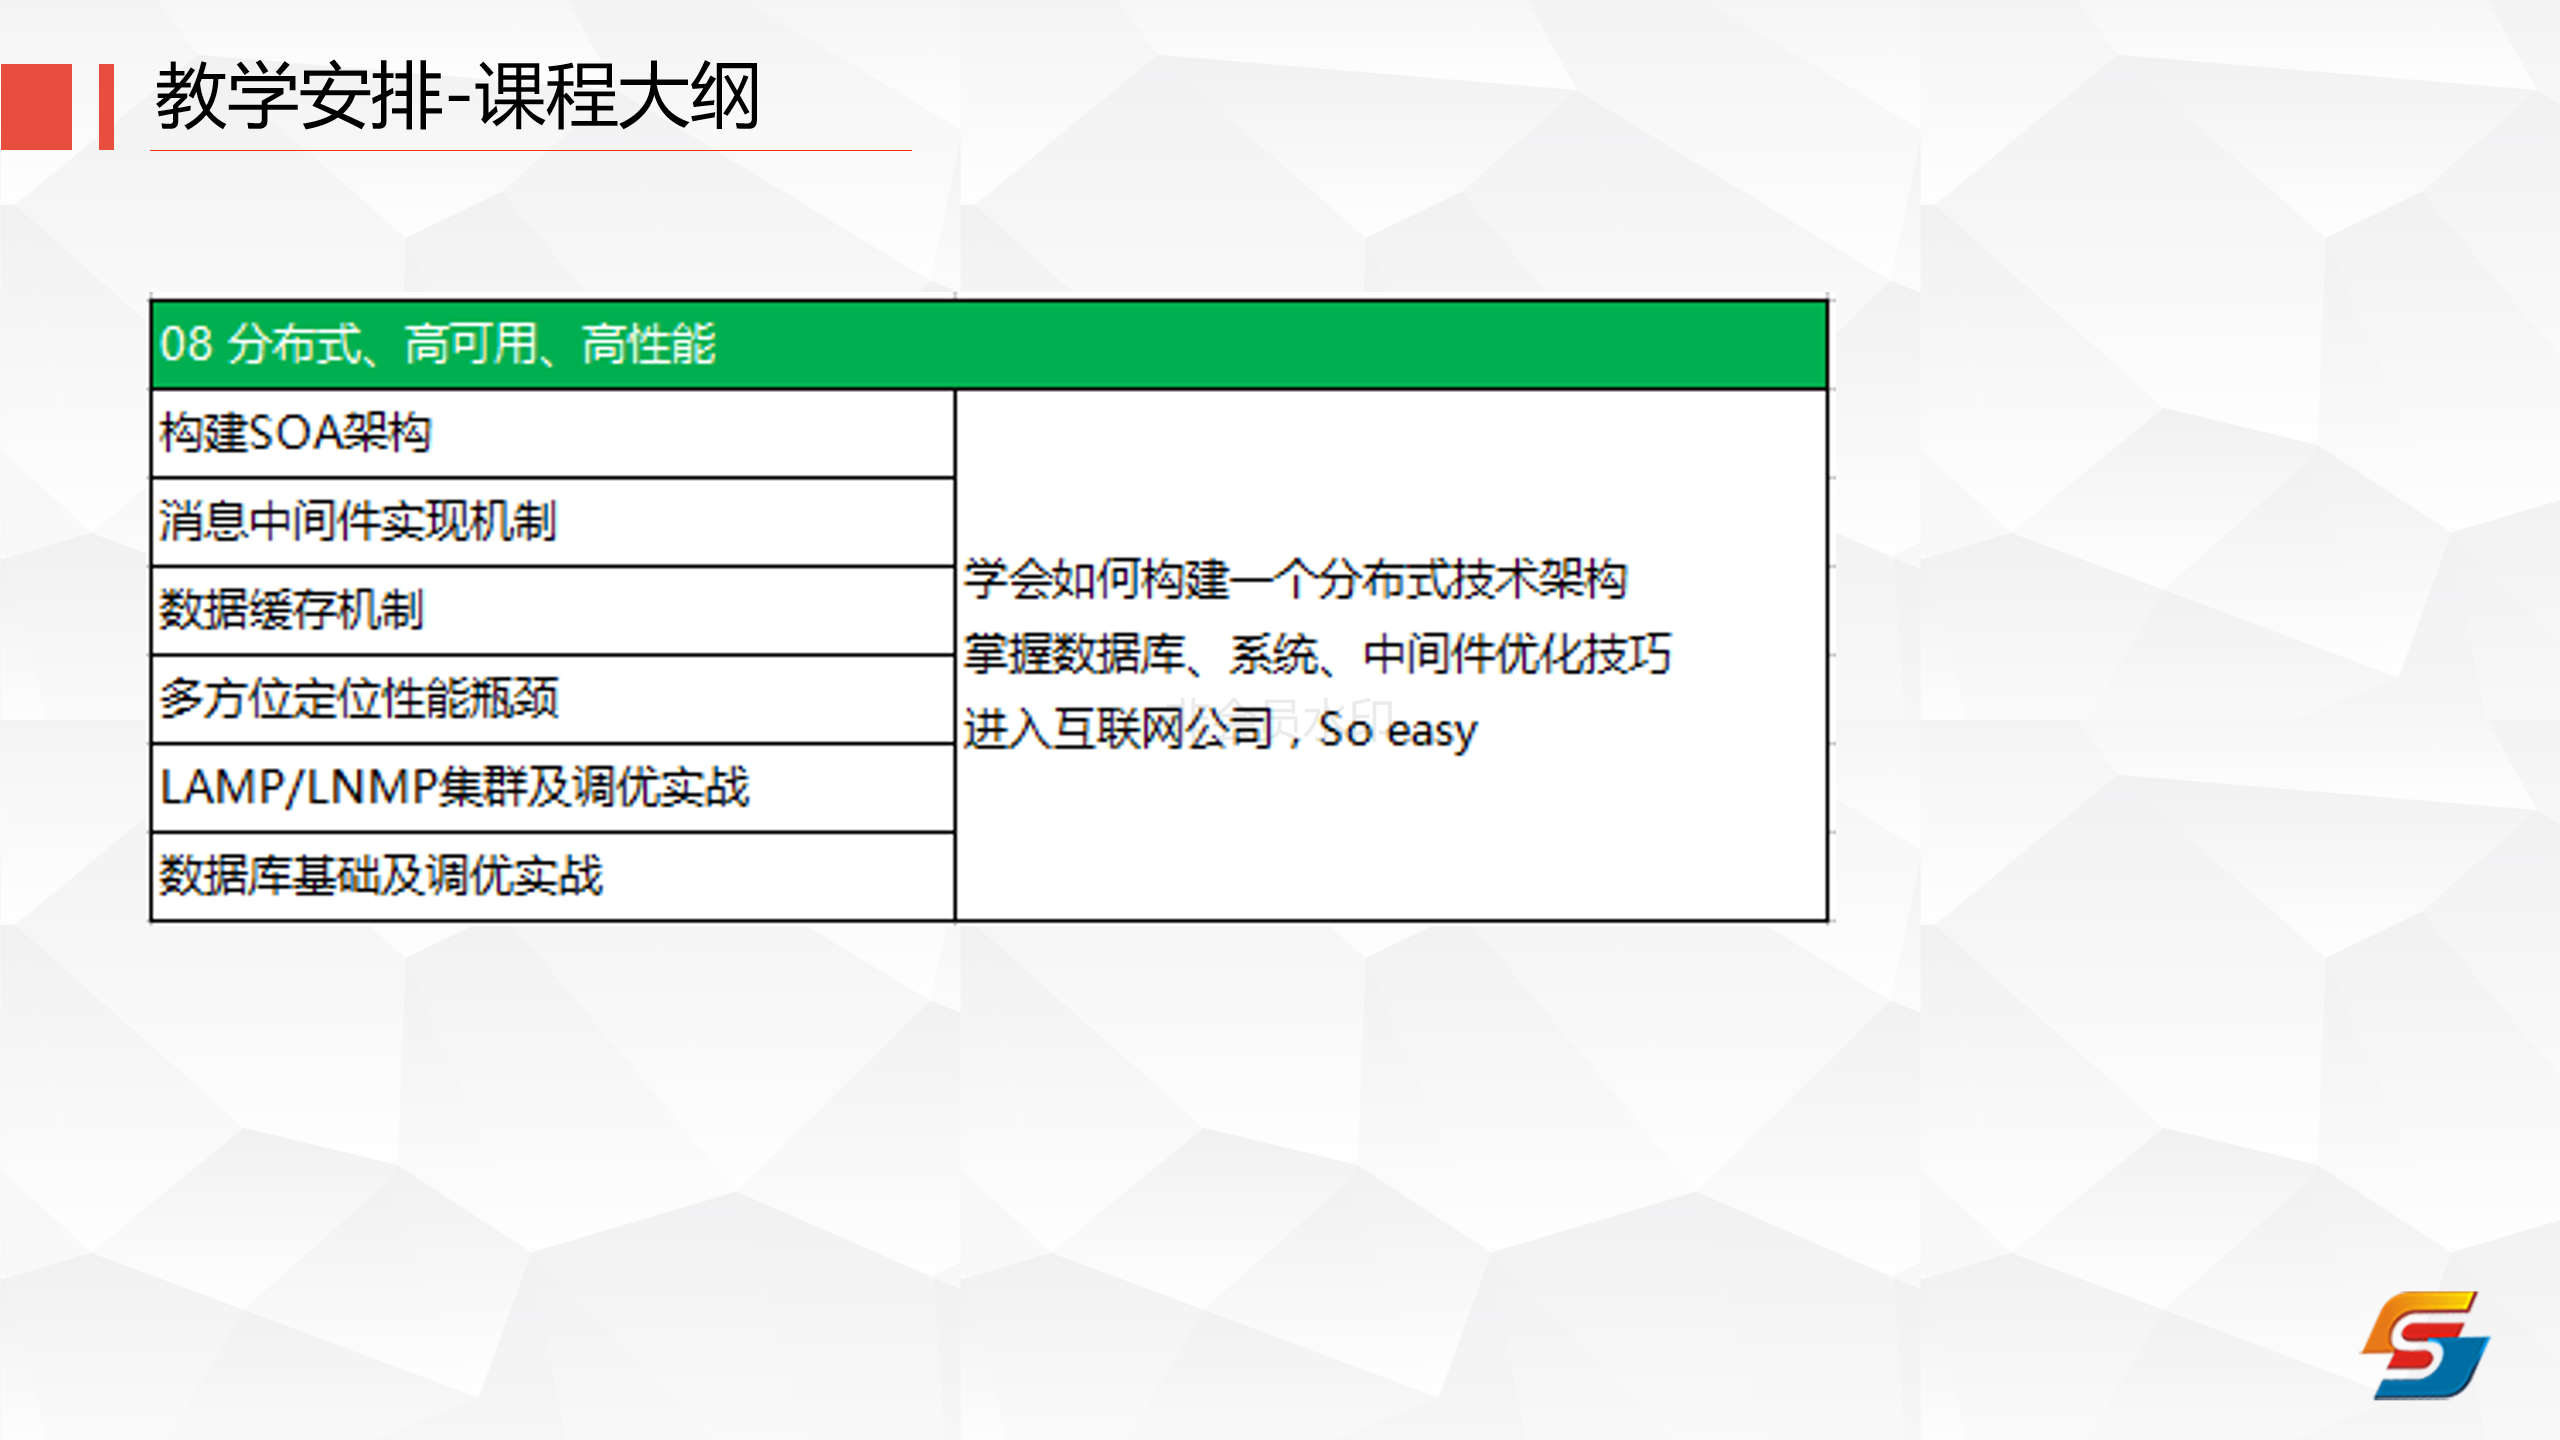 教学安排-课程大纲
08 分布式、高可用、高性能
构建SOA架构
消息中间件实现机制
数据缓存机制
多方位定位性能瓶颈
LAMP/LNMP集群及调优实战
数据库基础及调优实战
学会如何构建一个分布式技术架构
掌握数据库、系统、中间件优化技巧
进入互联网公司，So easy
非会员水印